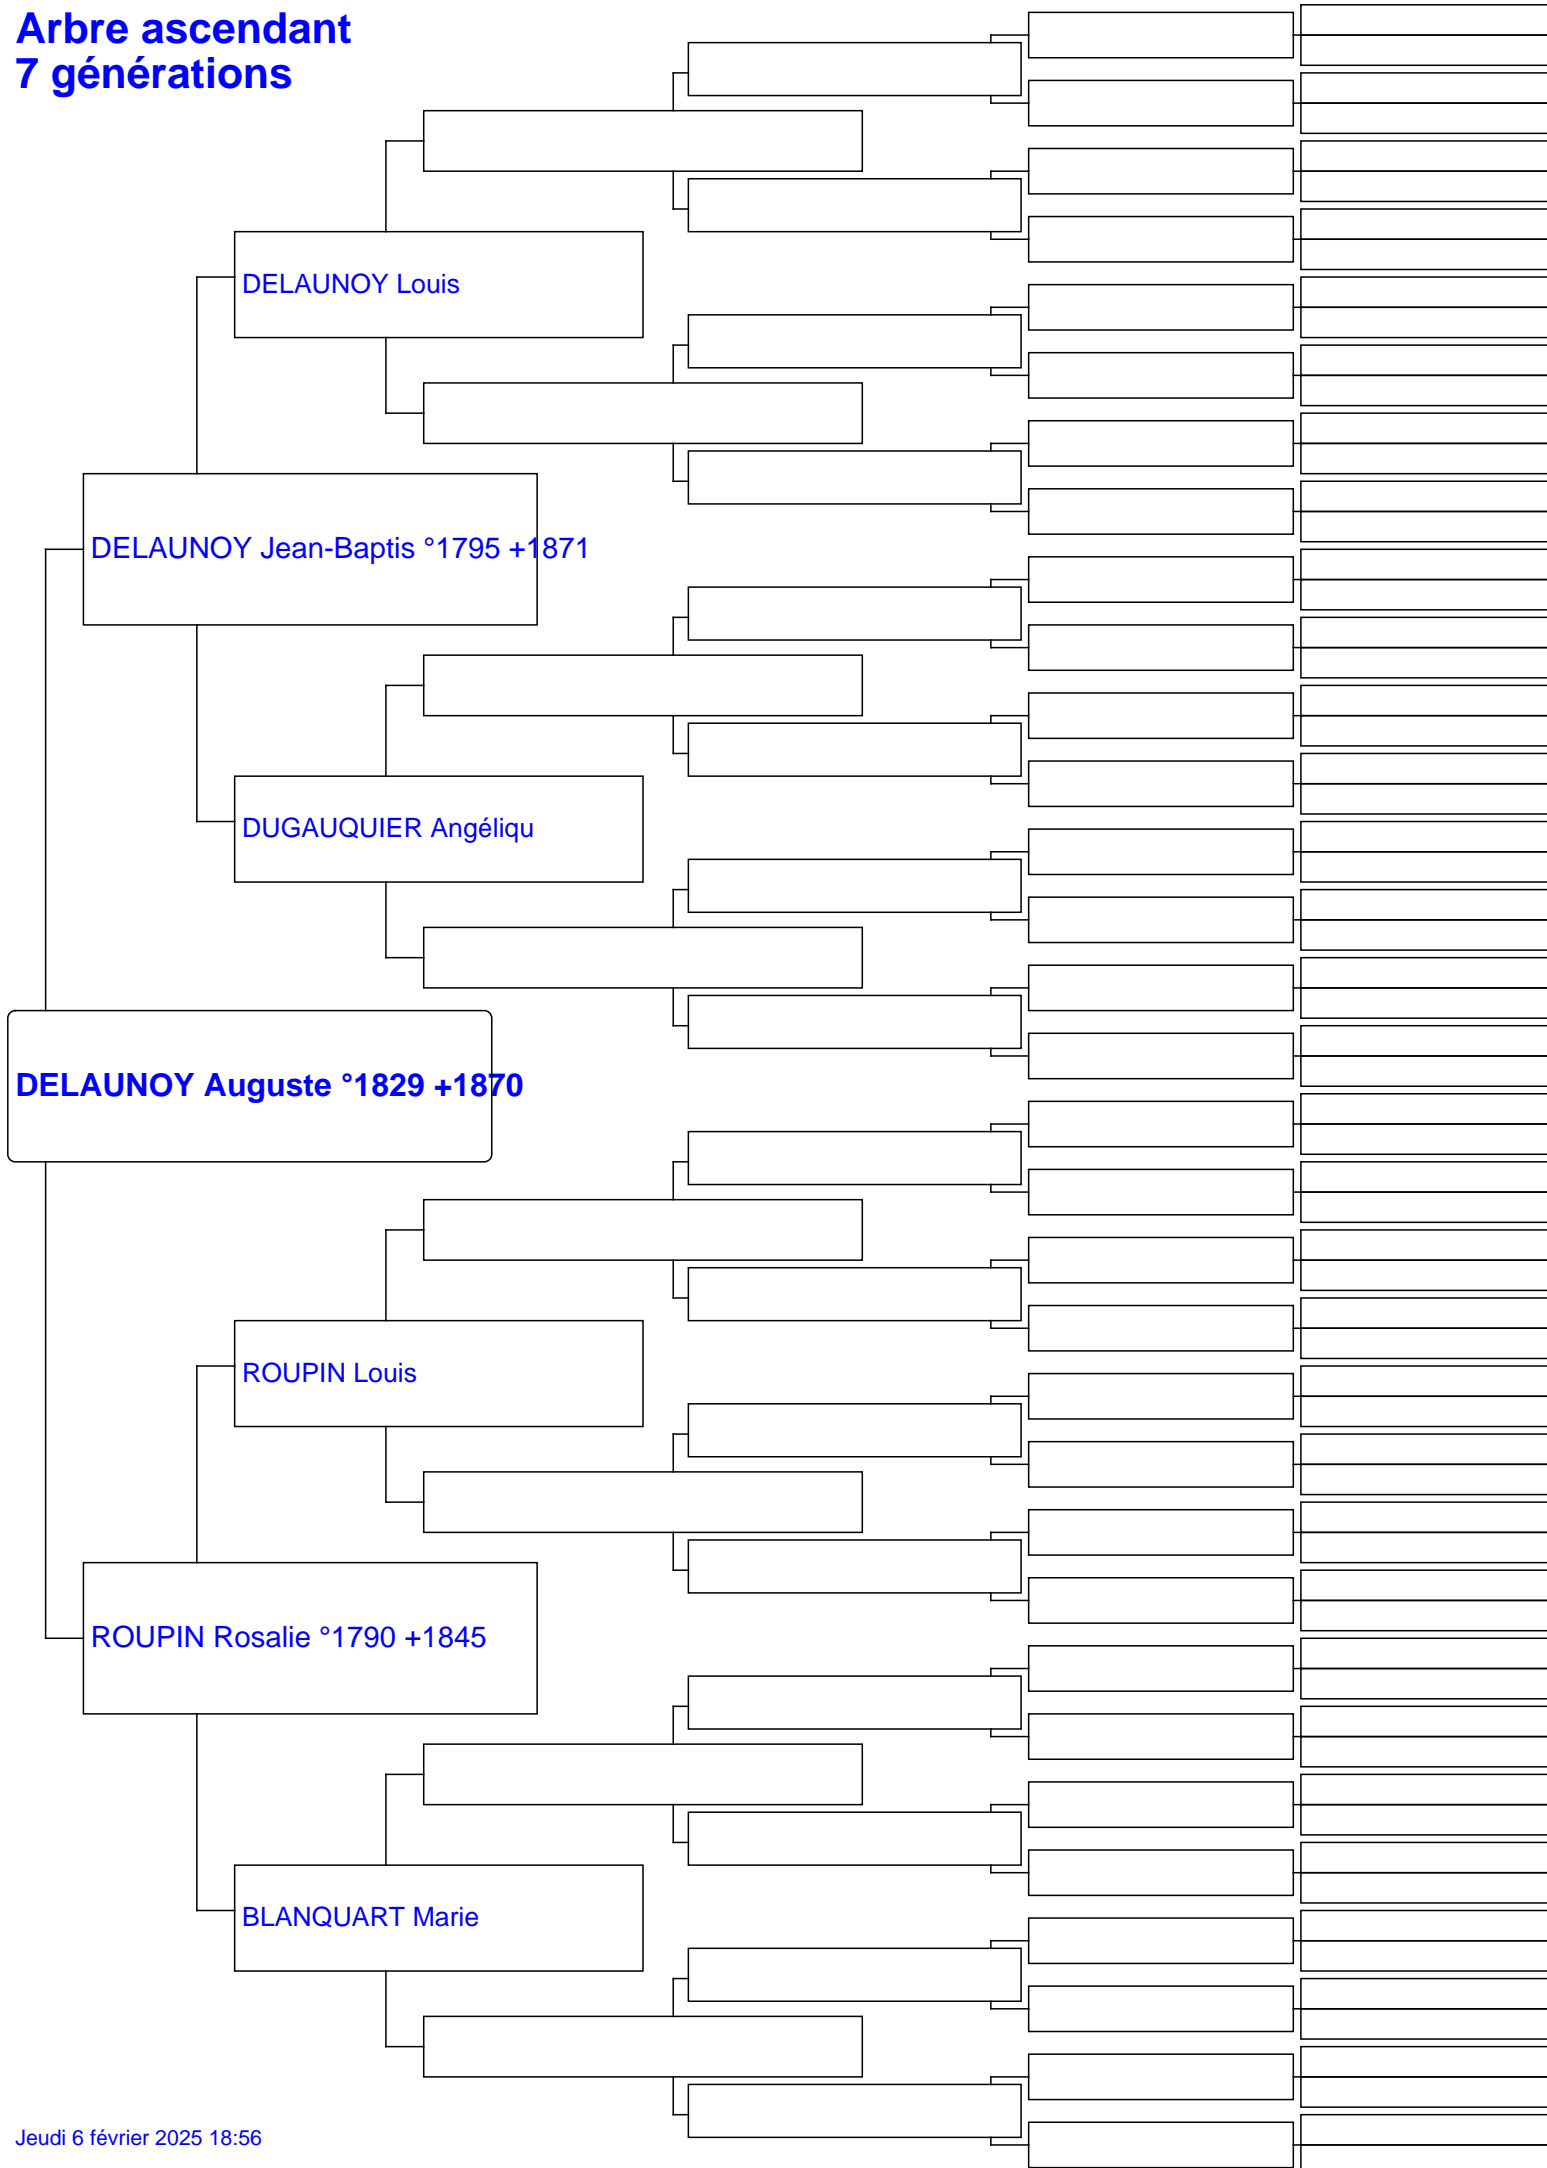 Arbre ascendant
7 générations
DELAUNOY Louis
DELAUNOY Jean-Baptis °1795 +1871
DUGAUQUIER Angéliqu
DELAUNOY Auguste °1829 +1870
ROUPIN Louis
ROUPIN Rosalie °1790 +1845
BLANQUART Marie
Jeudi 6 février 2025 18:56